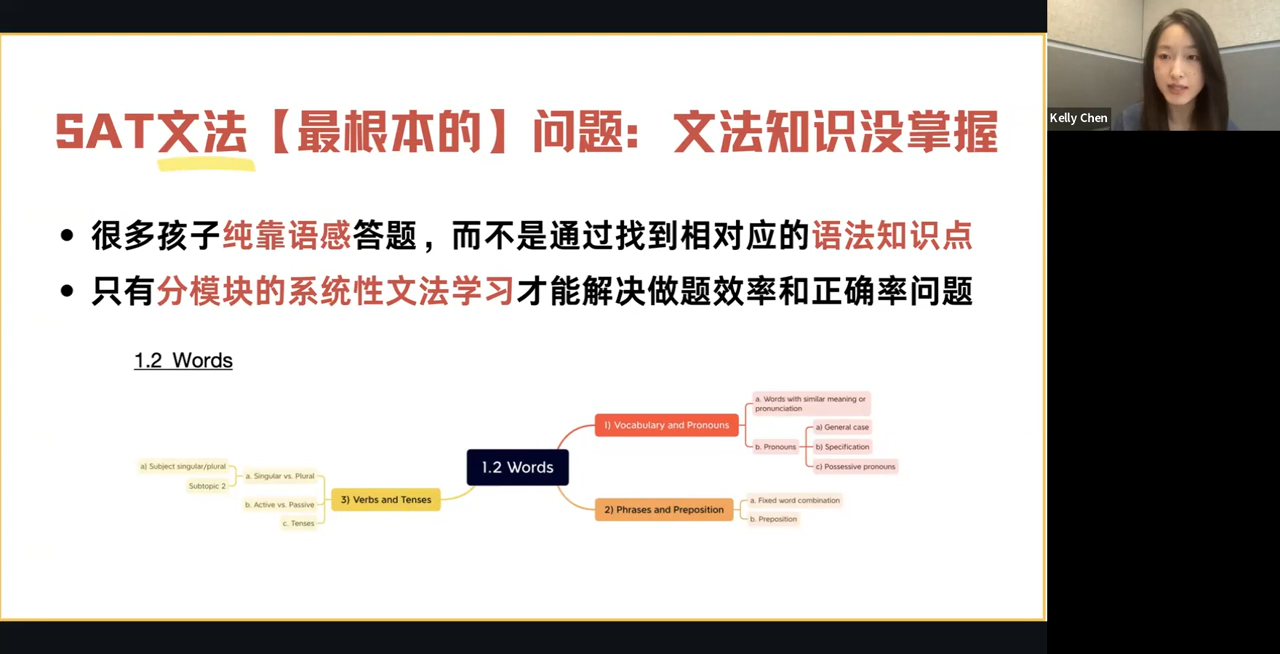 SAT文法【最根本的】问题：文法知识没掌握
Kelly Chen
• 很多孩子纯靠语感答题，而不是通过找到相对应的语法知识点
• 只有分模块的系统性文法学习才能解决做题效率和正确率问题
1.2 Words
1.2 Words
1) Vocabulary and Pronouns
a. Words with similar meaning or
pronunciation
b. Pronouns
a) General case
b) Specification
c) Possessive pronouns
2) Phrases and Preposition
a. Fixed word combination
b. Preposition
3) Verbs and Tenses
a. Singular vs. Plural
a) Subject singular/plural
Subtopic 2
b. Active vs. Passive
c. Tenses